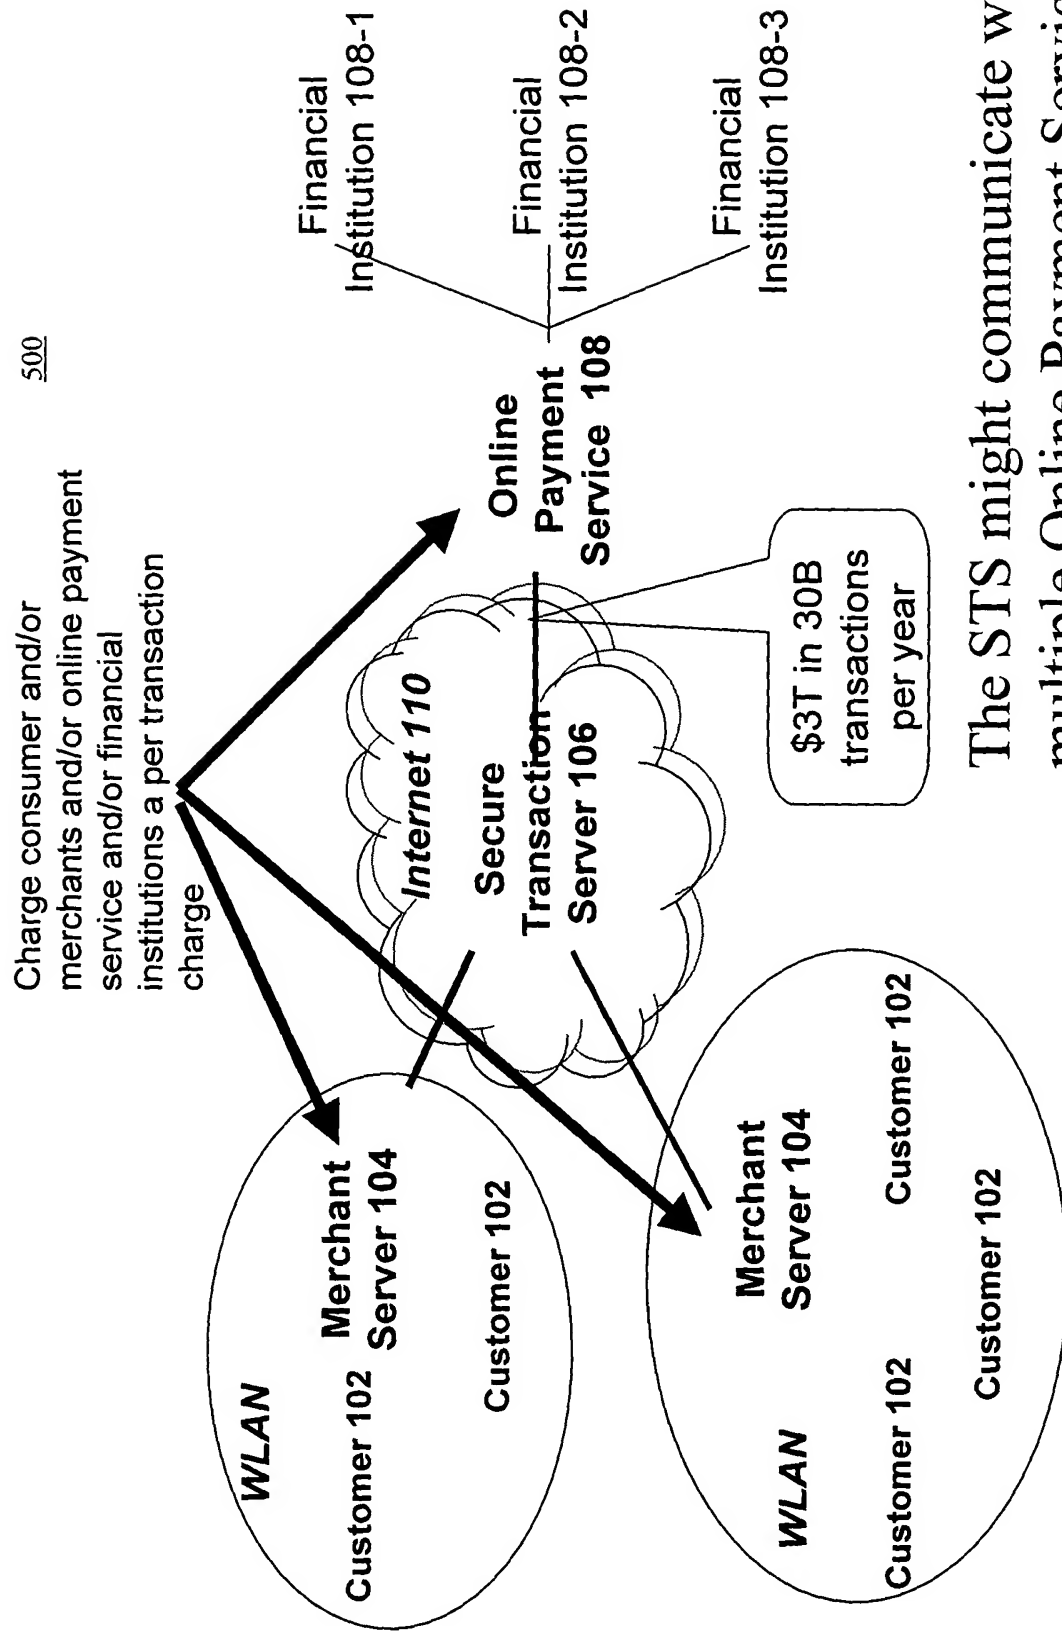 500
Charge consumer and/or
merchants and/or online payment
service and/or financial
institutions a per transaction
charge
WLAN
Customer 102
Merchant
Server 104
Customer 102
Internet 110
Secure
Transaction
Server 106
Online
Payment
Service 108
Financial
Institution 108-1
Financial
Institution 108-2
Financial
Institution 108-3
$3T in 30B
transactions
per year
WLAN
Customer 102
Merchant
Server 104
Customer 102
Customer 102
The STS might communicate
multiple Online Payment